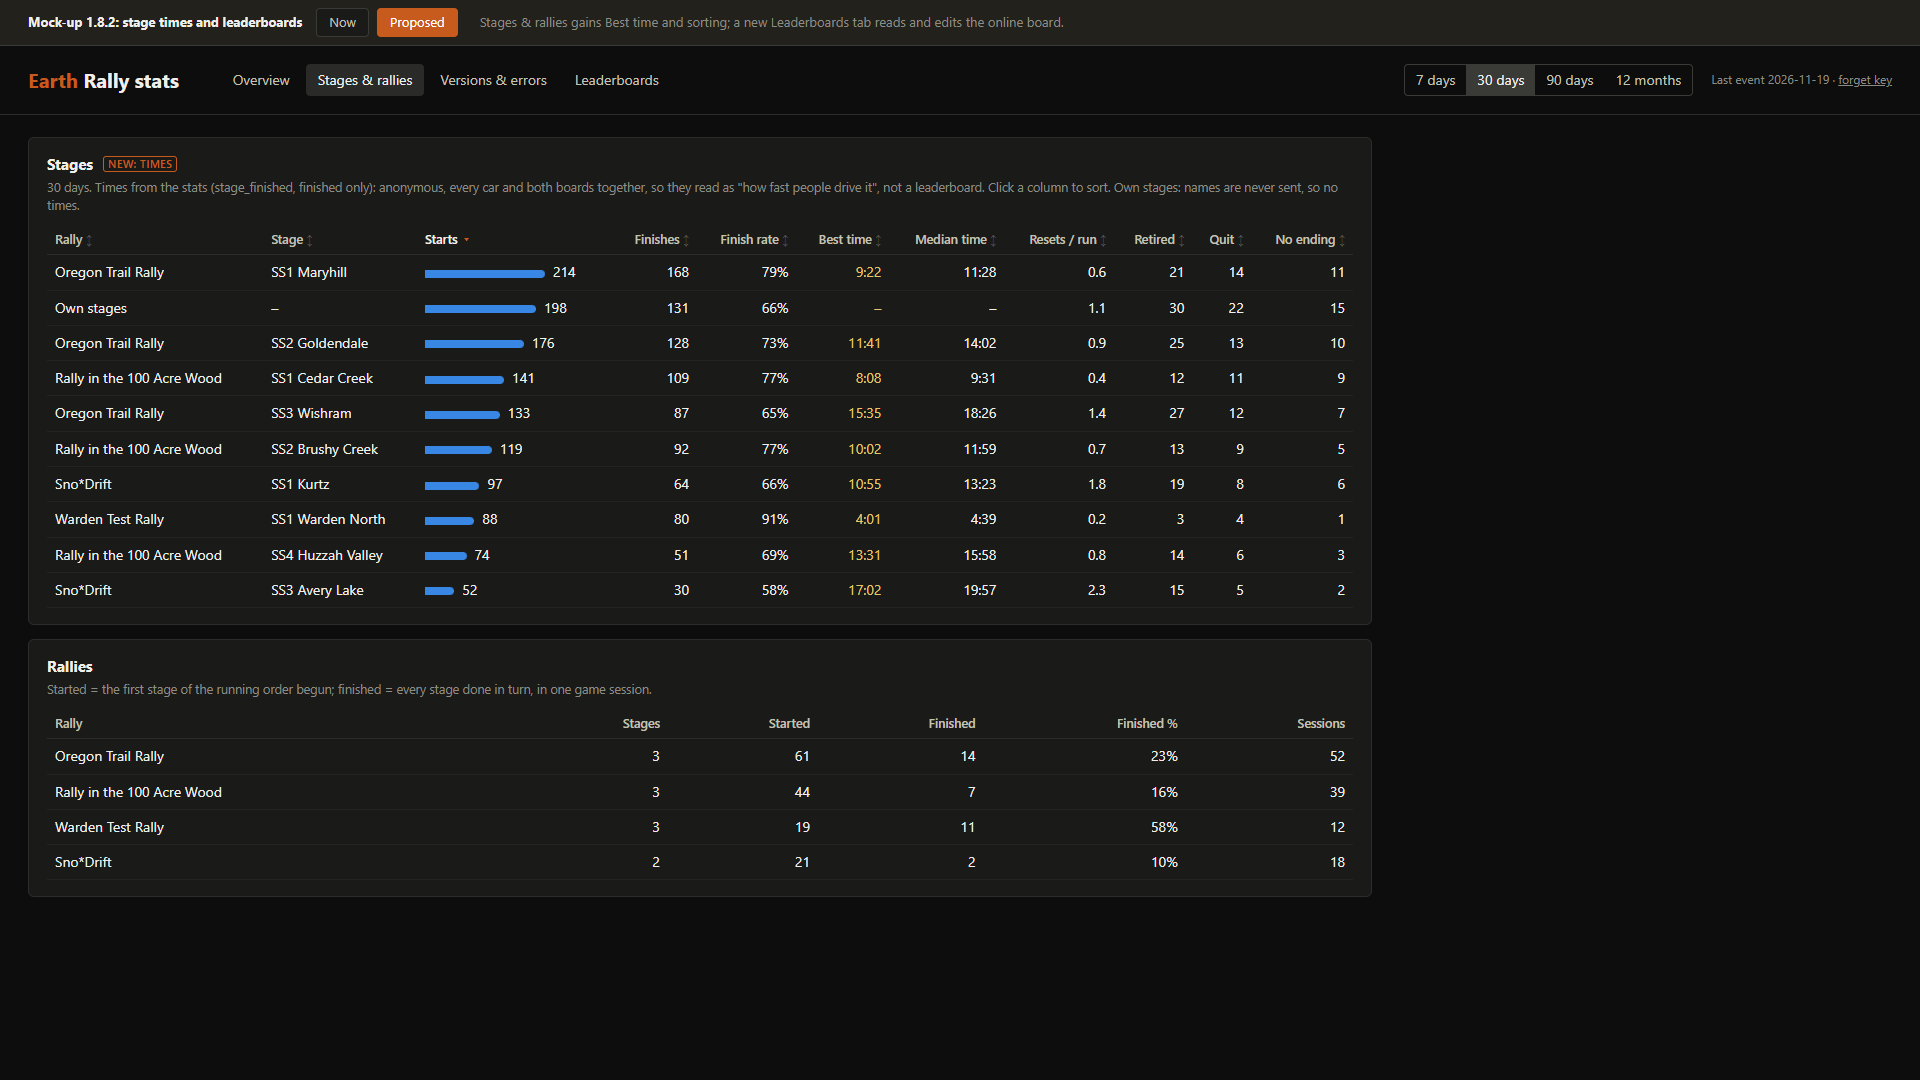 Mock-up 1.8.2: stage times and leaderboards Now Proposed Stages & rallies gains Best time and sorting; a new Leaderboards tab reads and edits the online board.
Earth Rally stats Overview Stages & rallies Versions & errors Leaderboards 7 days 30 days 90 days 12 months Last event 2026-11-19 · forget key
Stages NEW: TIMES
30 days. Times from the stats (stage_finished, finished only): anonymous, every car and both boards together, so they read as "how fast people drive it", not a leaderboard. Click a column to sort. Own stages: names are never sent, so no
times.
Rally Stage Starts Finishes Finish rate Best time Median time Resets / run Retired Quit No ending
Oregon Trail Rally SS1 Maryhill 214 168 79% 9:22 11:28 0.6 21 14 11
Own stages – 198 131 66% – – 1.1 30 22 15
Oregon Trail Rally SS2 Goldendale 176 128 73% 11:41 14:02 0.9 25 13 10
Rally in the 100 Acre Wood SS1 Cedar Creek 141 109 77% 8:08 9:31 0.4 12 11 9
Oregon Trail Rally SS3 Wishram 133 87 65% 15:35 18:26 1.4 27 12 7
Rally in the 100 Acre Wood SS2 Brushy Creek 119 92 77% 10:02 11:59 0.7 13 9 5
Sno*Drift SS1 Kurtz 97 64 66% 10:55 13:23 1.8 19 8 6
Warden Test Rally SS1 Warden North 88 80 91% 4:01 4:39 0.2 3 4 1
Rally in the 100 Acre Wood SS4 Huzzah Valley 74 51 69% 13:31 15:58 0.8 14 6 3
Sno*Drift SS3 Avery Lake 52 30 58% 17:02 19:57 2.3 15 5 2
Rallies
Started = the first stage of the running order begun; finished = every stage done in turn, in one game session.
Rally Stages Started Finished Finished % Sessions
Oregon Trail Rally 3 61 14 23% 52
Rally in the 100 Acre Wood 3 44 7 16% 39
Warden Test Rally 3 19 11 58% 12
Sno*Drift 2 21 2 10% 18